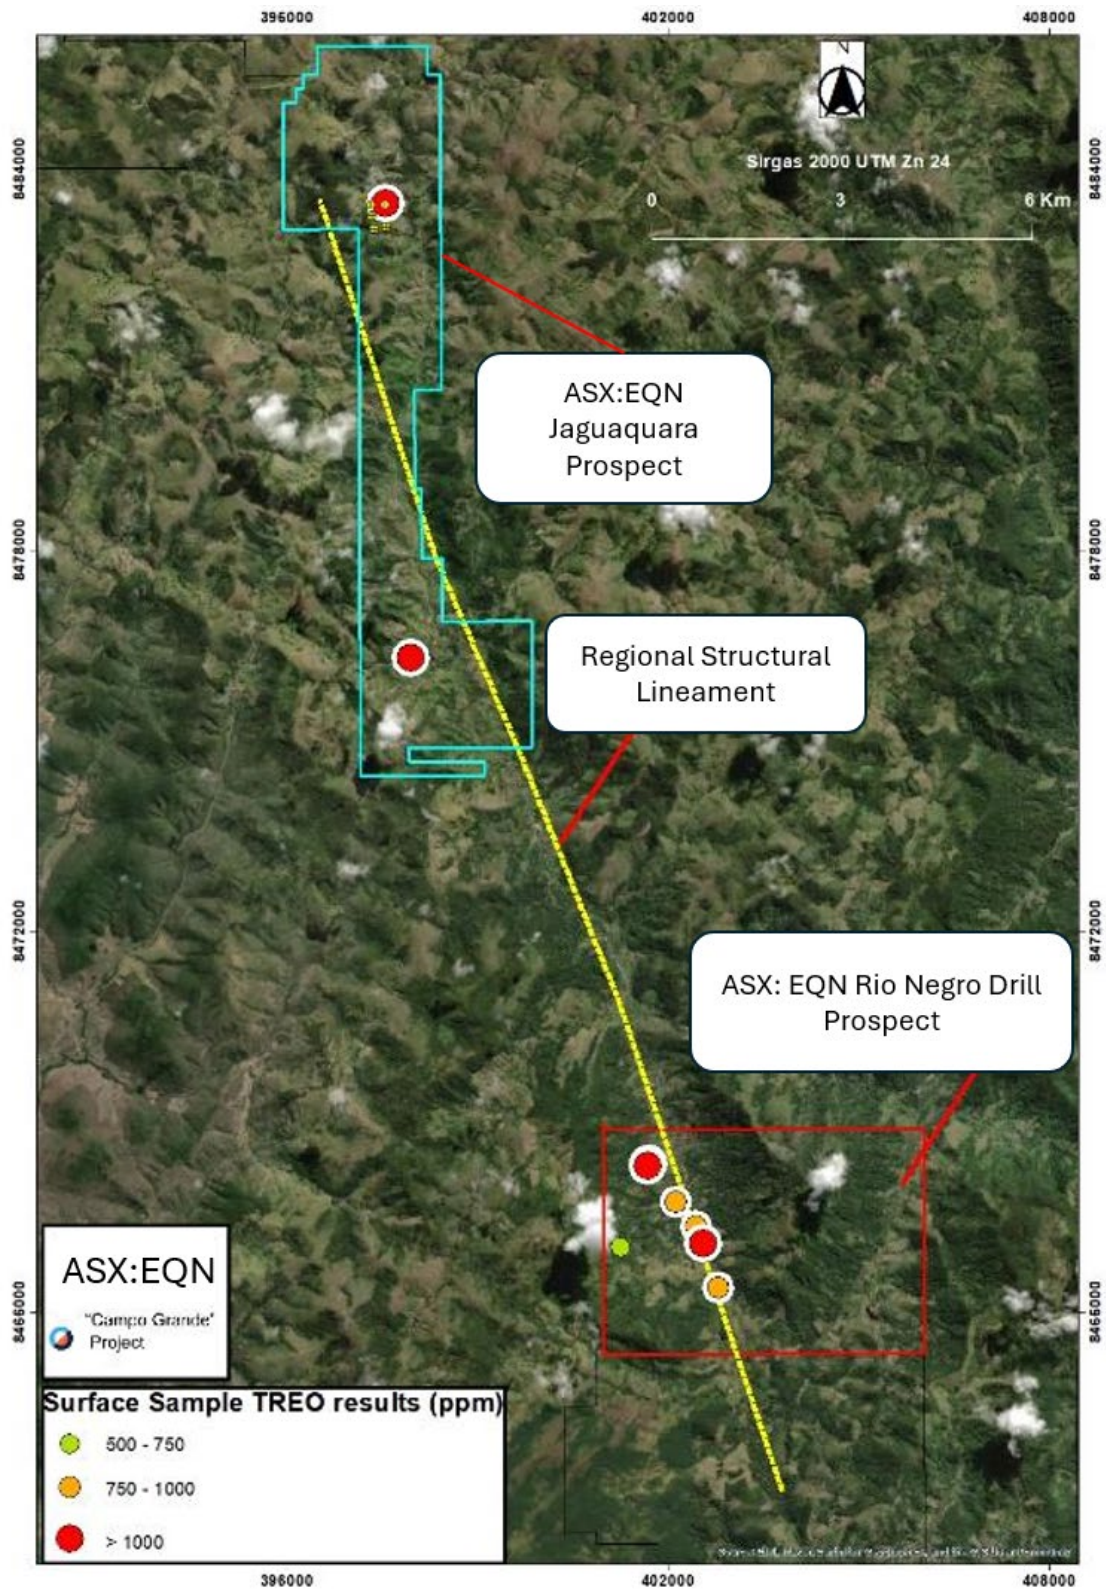 396000
402000
408000
Z
Sirgas 2000 UTM Zn 24
0 3 6 Km
8484000
8484000
ASX:EQN
Jaguaquara
Prospect
8478000
8478000
Regional Structural
Lineament
8472000
8472000
ASX: EQN Rio Negro Drill
Prospect
8466000
8466000
ASX:EQN
"Campo Grande"
Project
Surface Sample TREO results (ppm)
500 - 750
750 - 1000
> 1000
396000
402000
408000